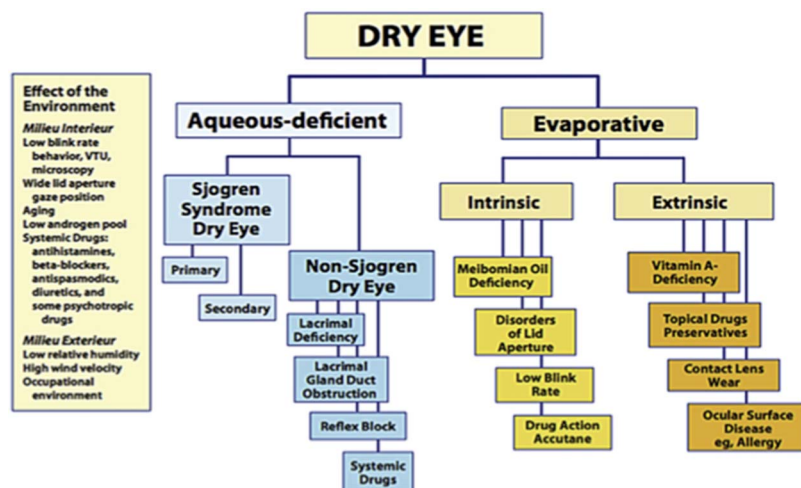 DRY EYE
Effect of the
Environment
Milieu Interieur
Low blink rate
behavior, VTU,
microscopy
Wide lid aperture
gaze position
Aging
Low androgen pool
Systemic Drugs:
antihistamines,
beta-blockers,
antispasmodics,
diuretics, and
some psychotropic
drugs
Milieu Exterieur
Low relative humidity
High wind velocity
Occupational
environment
Aqueous-deficient
Sjogren
Syndrome
Dry Eye
Primary
Secondary
Non-Sjogren
Dry Eye
Lacrimal
Deficiency
Lacrimal
Gland Duct
Obstruction
Reflex Block
Systemic
Drugs
Evaporative
Intrinsic
Meibomian Oil
Deficiency
Disorders
of Lid
Aperture
Low Blink
Rate
Drug Action
Accutane
Extrinsic
Vitamin A-
Deficiency
Topical Drugs
Preservatives
Contact Lens
Wear
Ocular Surface
Disease
eg, Allergy